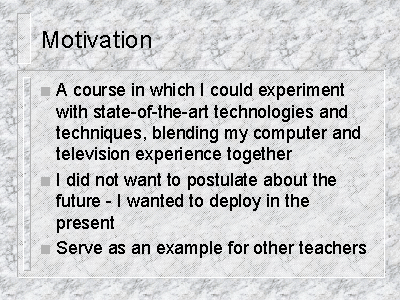 Motivation
A course in which I could experiment
with state-of-the-art technologies and
techniques, blending my computer and
television experience together
I did not want to postulate about the
future - I wanted to deploy in the
present
Serve as an example for other teachers